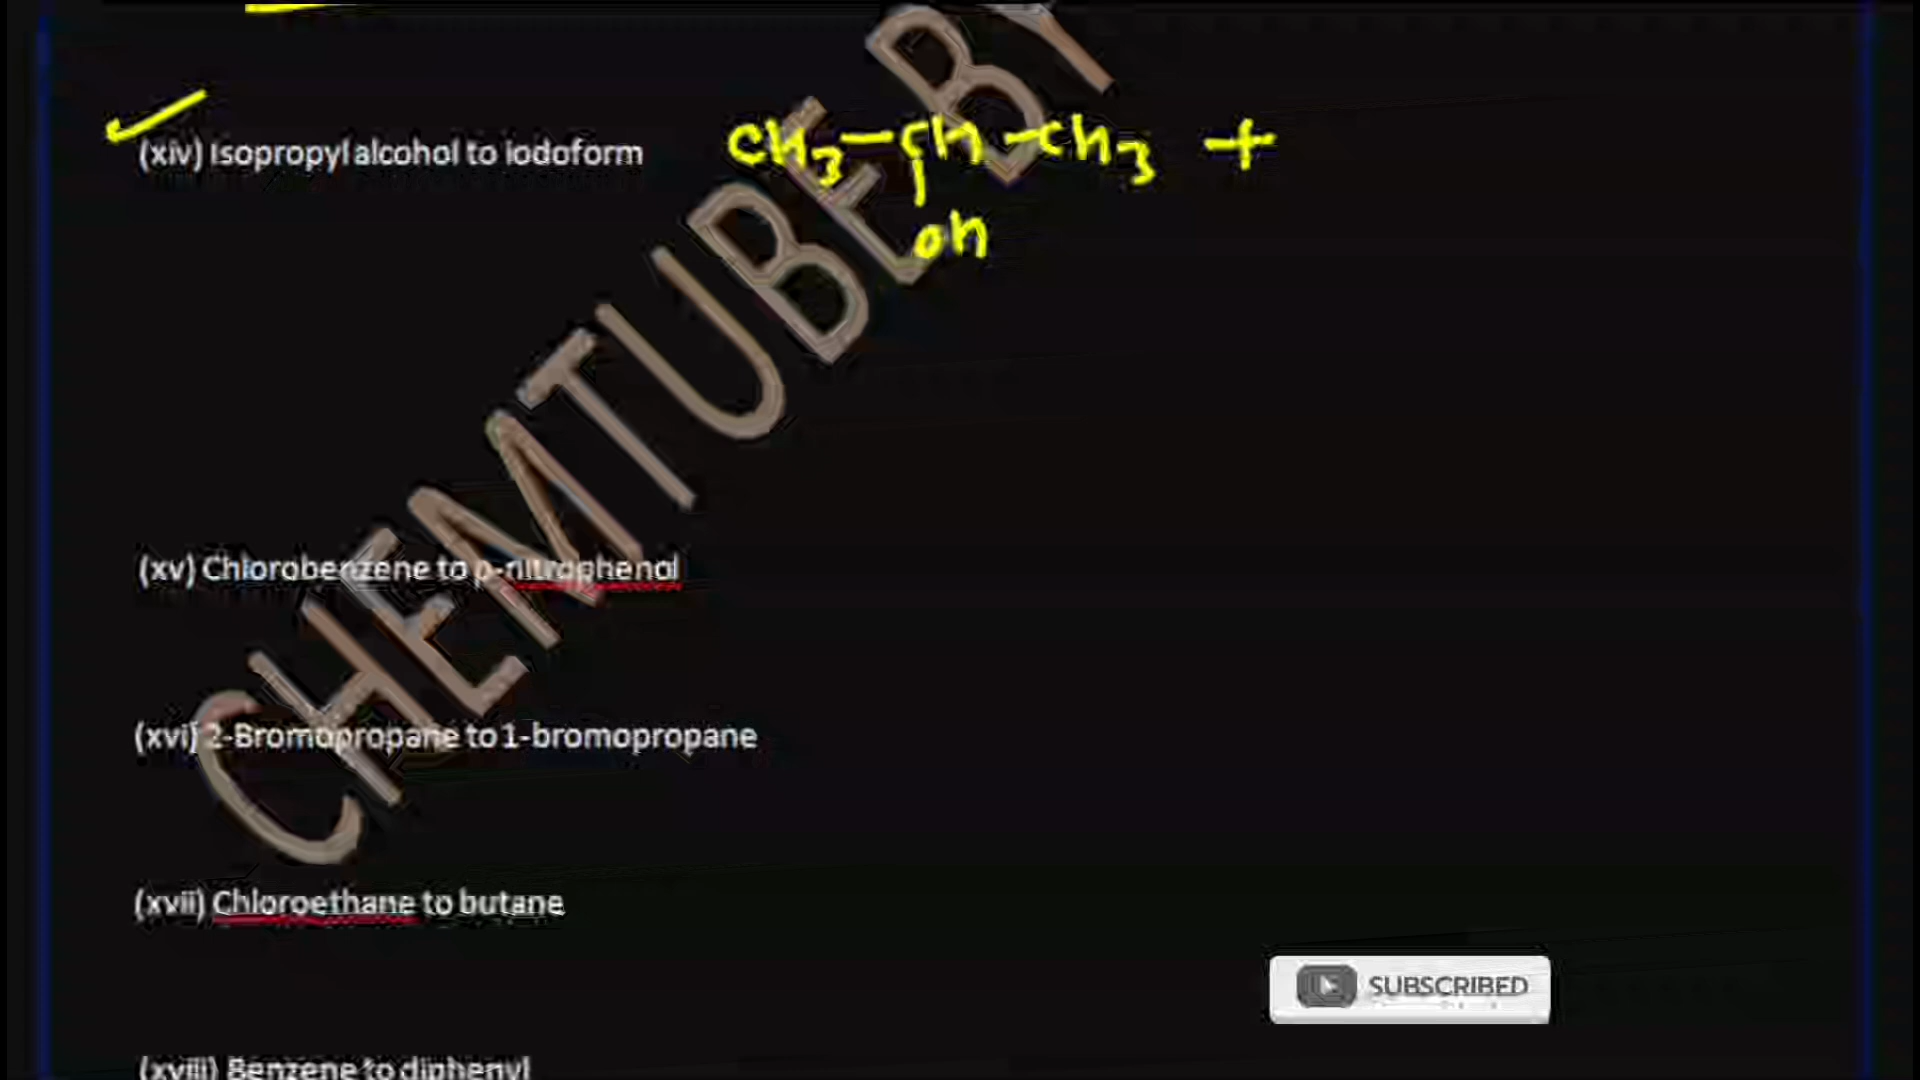 (xiv) Isopropyl alcohol to iodoform CH3-CH-CH3 +
OH
(xv) Chlorobenzene to p-nitrophenol
(xvi) 2-Bromopropane to 1-bromopropane
(xvii) Chloroethane to butane
SUBSCRIBED
(xviii) Benzene to diphenyl
CHEMTUBE BY